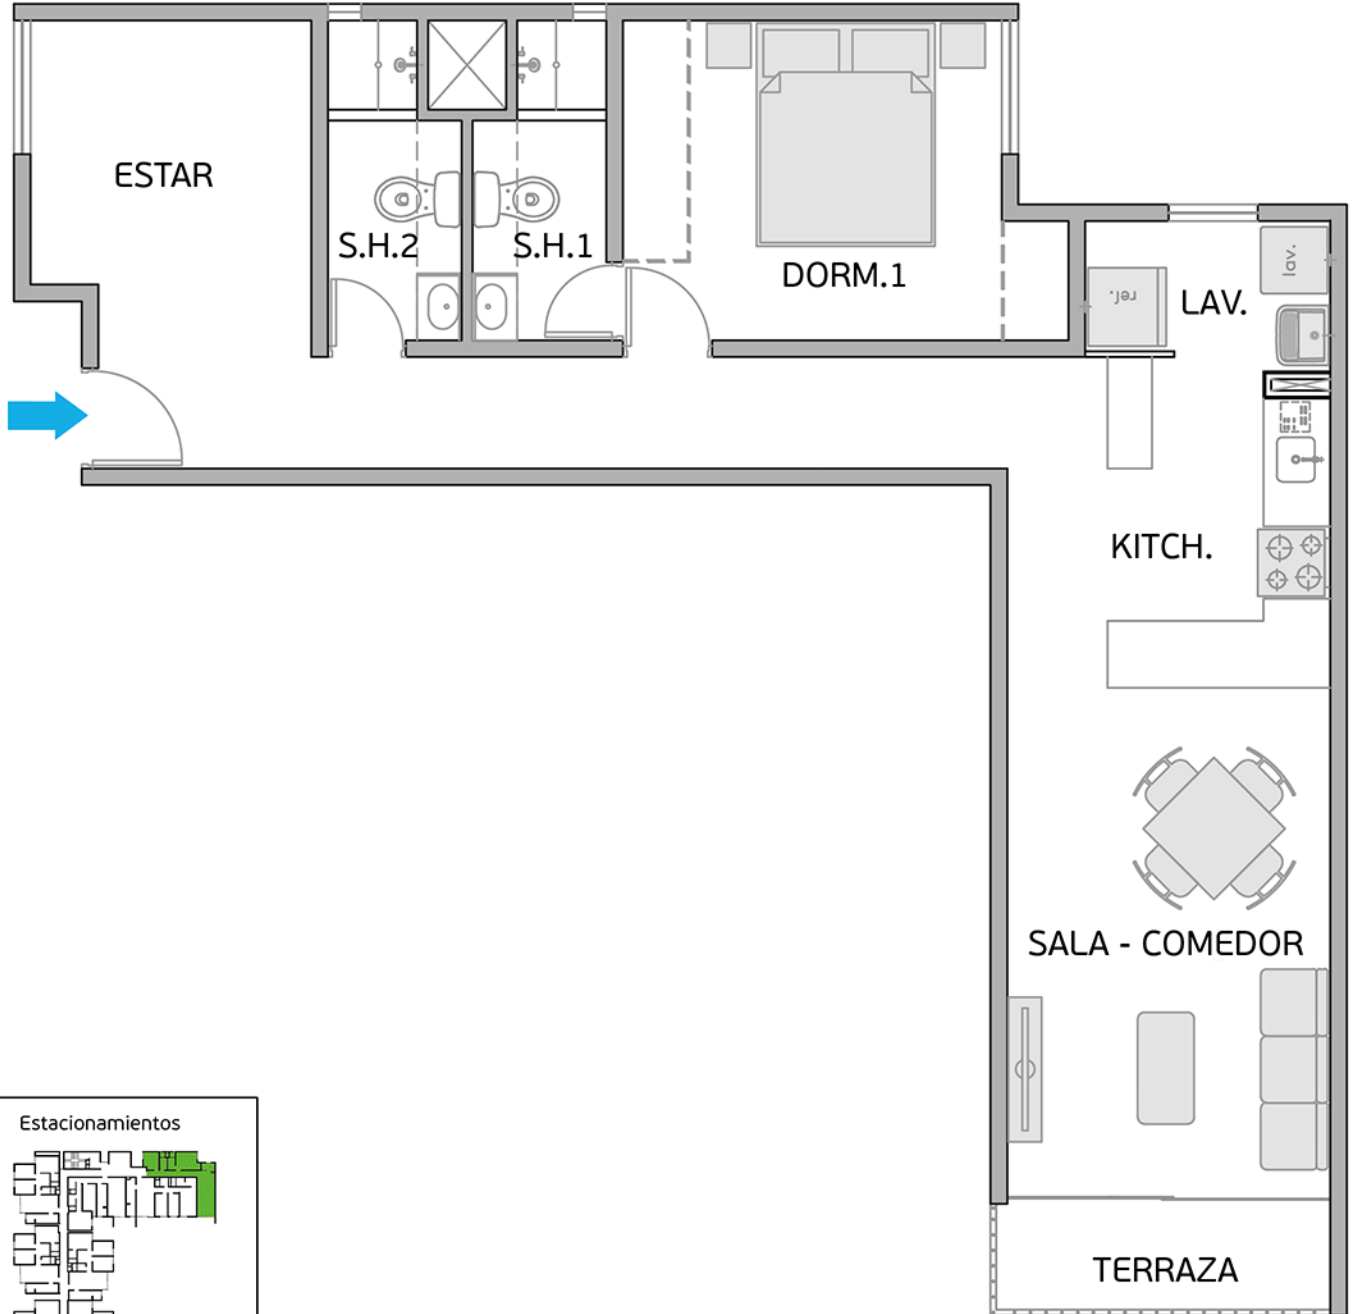 ESTAR
S.H.2
S.H.1
DORM.1
lav.
ref.
LAV.
KITCH.
SALA - COMEDOR
TERRAZA
Estacionamientos